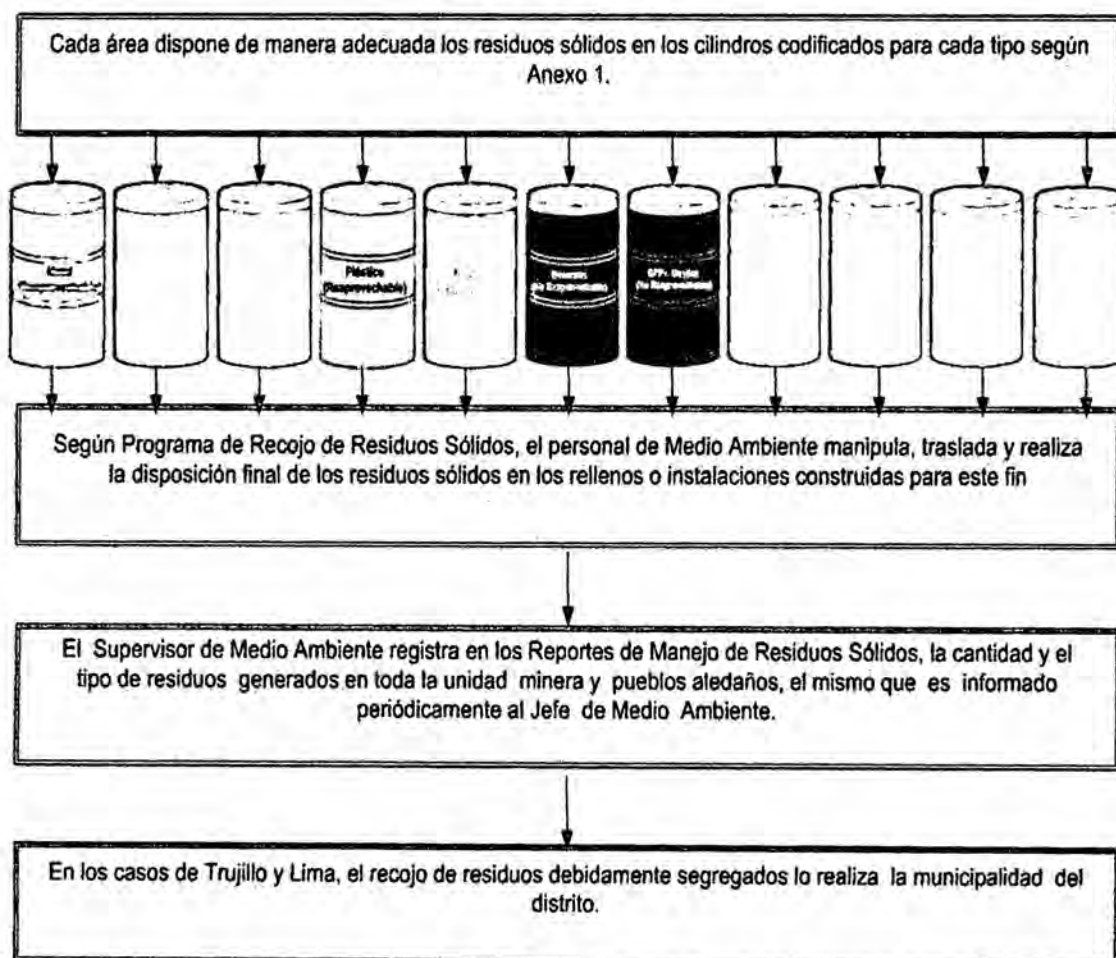 Cada área dispone de manera adecuada los residuos sólidos en los cilindros codificados para cada tipo según
Anexo 1.
Plástico
(Reaprovechable)
Según Programa de Recojo de Residuos Sólidos, el personal de Medio Ambiente manipula, traslada y realiza
la disposición final de los residuos sólidos en los rellenos o instalaciones construidas para este fin
El Supervisor de Medio Ambiente registra en los Reportes de Manejo de Residuos Sólidos, la cantidad y el
tipo de residuos generados en toda la unidad minera y pueblos aledaños, el mismo que es informado
periódicamente al Jefe de Medio Ambiente.
En los casos de Trujillo y Lima, el recojo de residuos debidamente segregados lo realiza la municipalidad del
distrito.